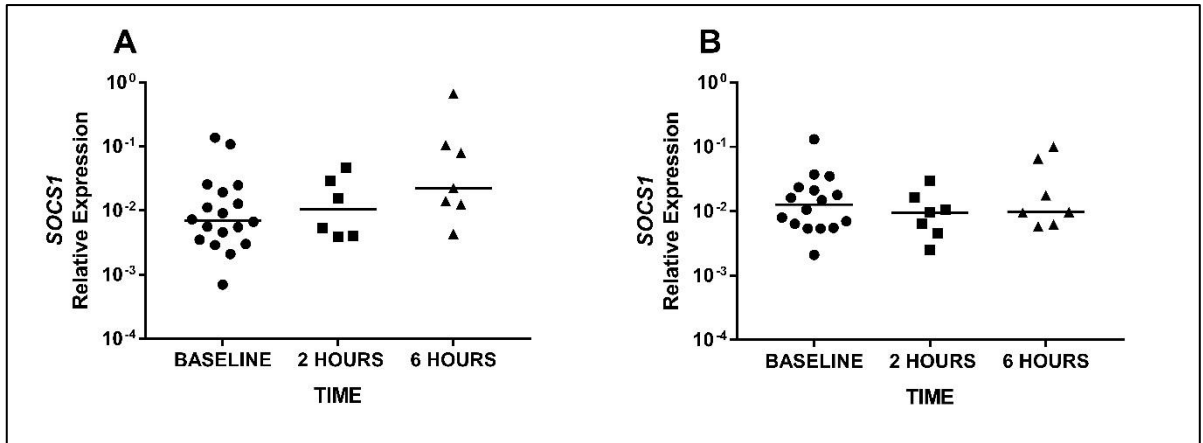 A
SOCS1
Relative Expression
10⁰
10⁻¹
10⁻²
10⁻³
10⁻⁴
BASELINE 2 HOURS 6 HOURS
TIME
B
SOCS1
Relative Expression
10⁰
10⁻¹
10⁻²
10⁻³
10⁻⁴
BASELINE 2 HOURS 6 HOURS
TIME